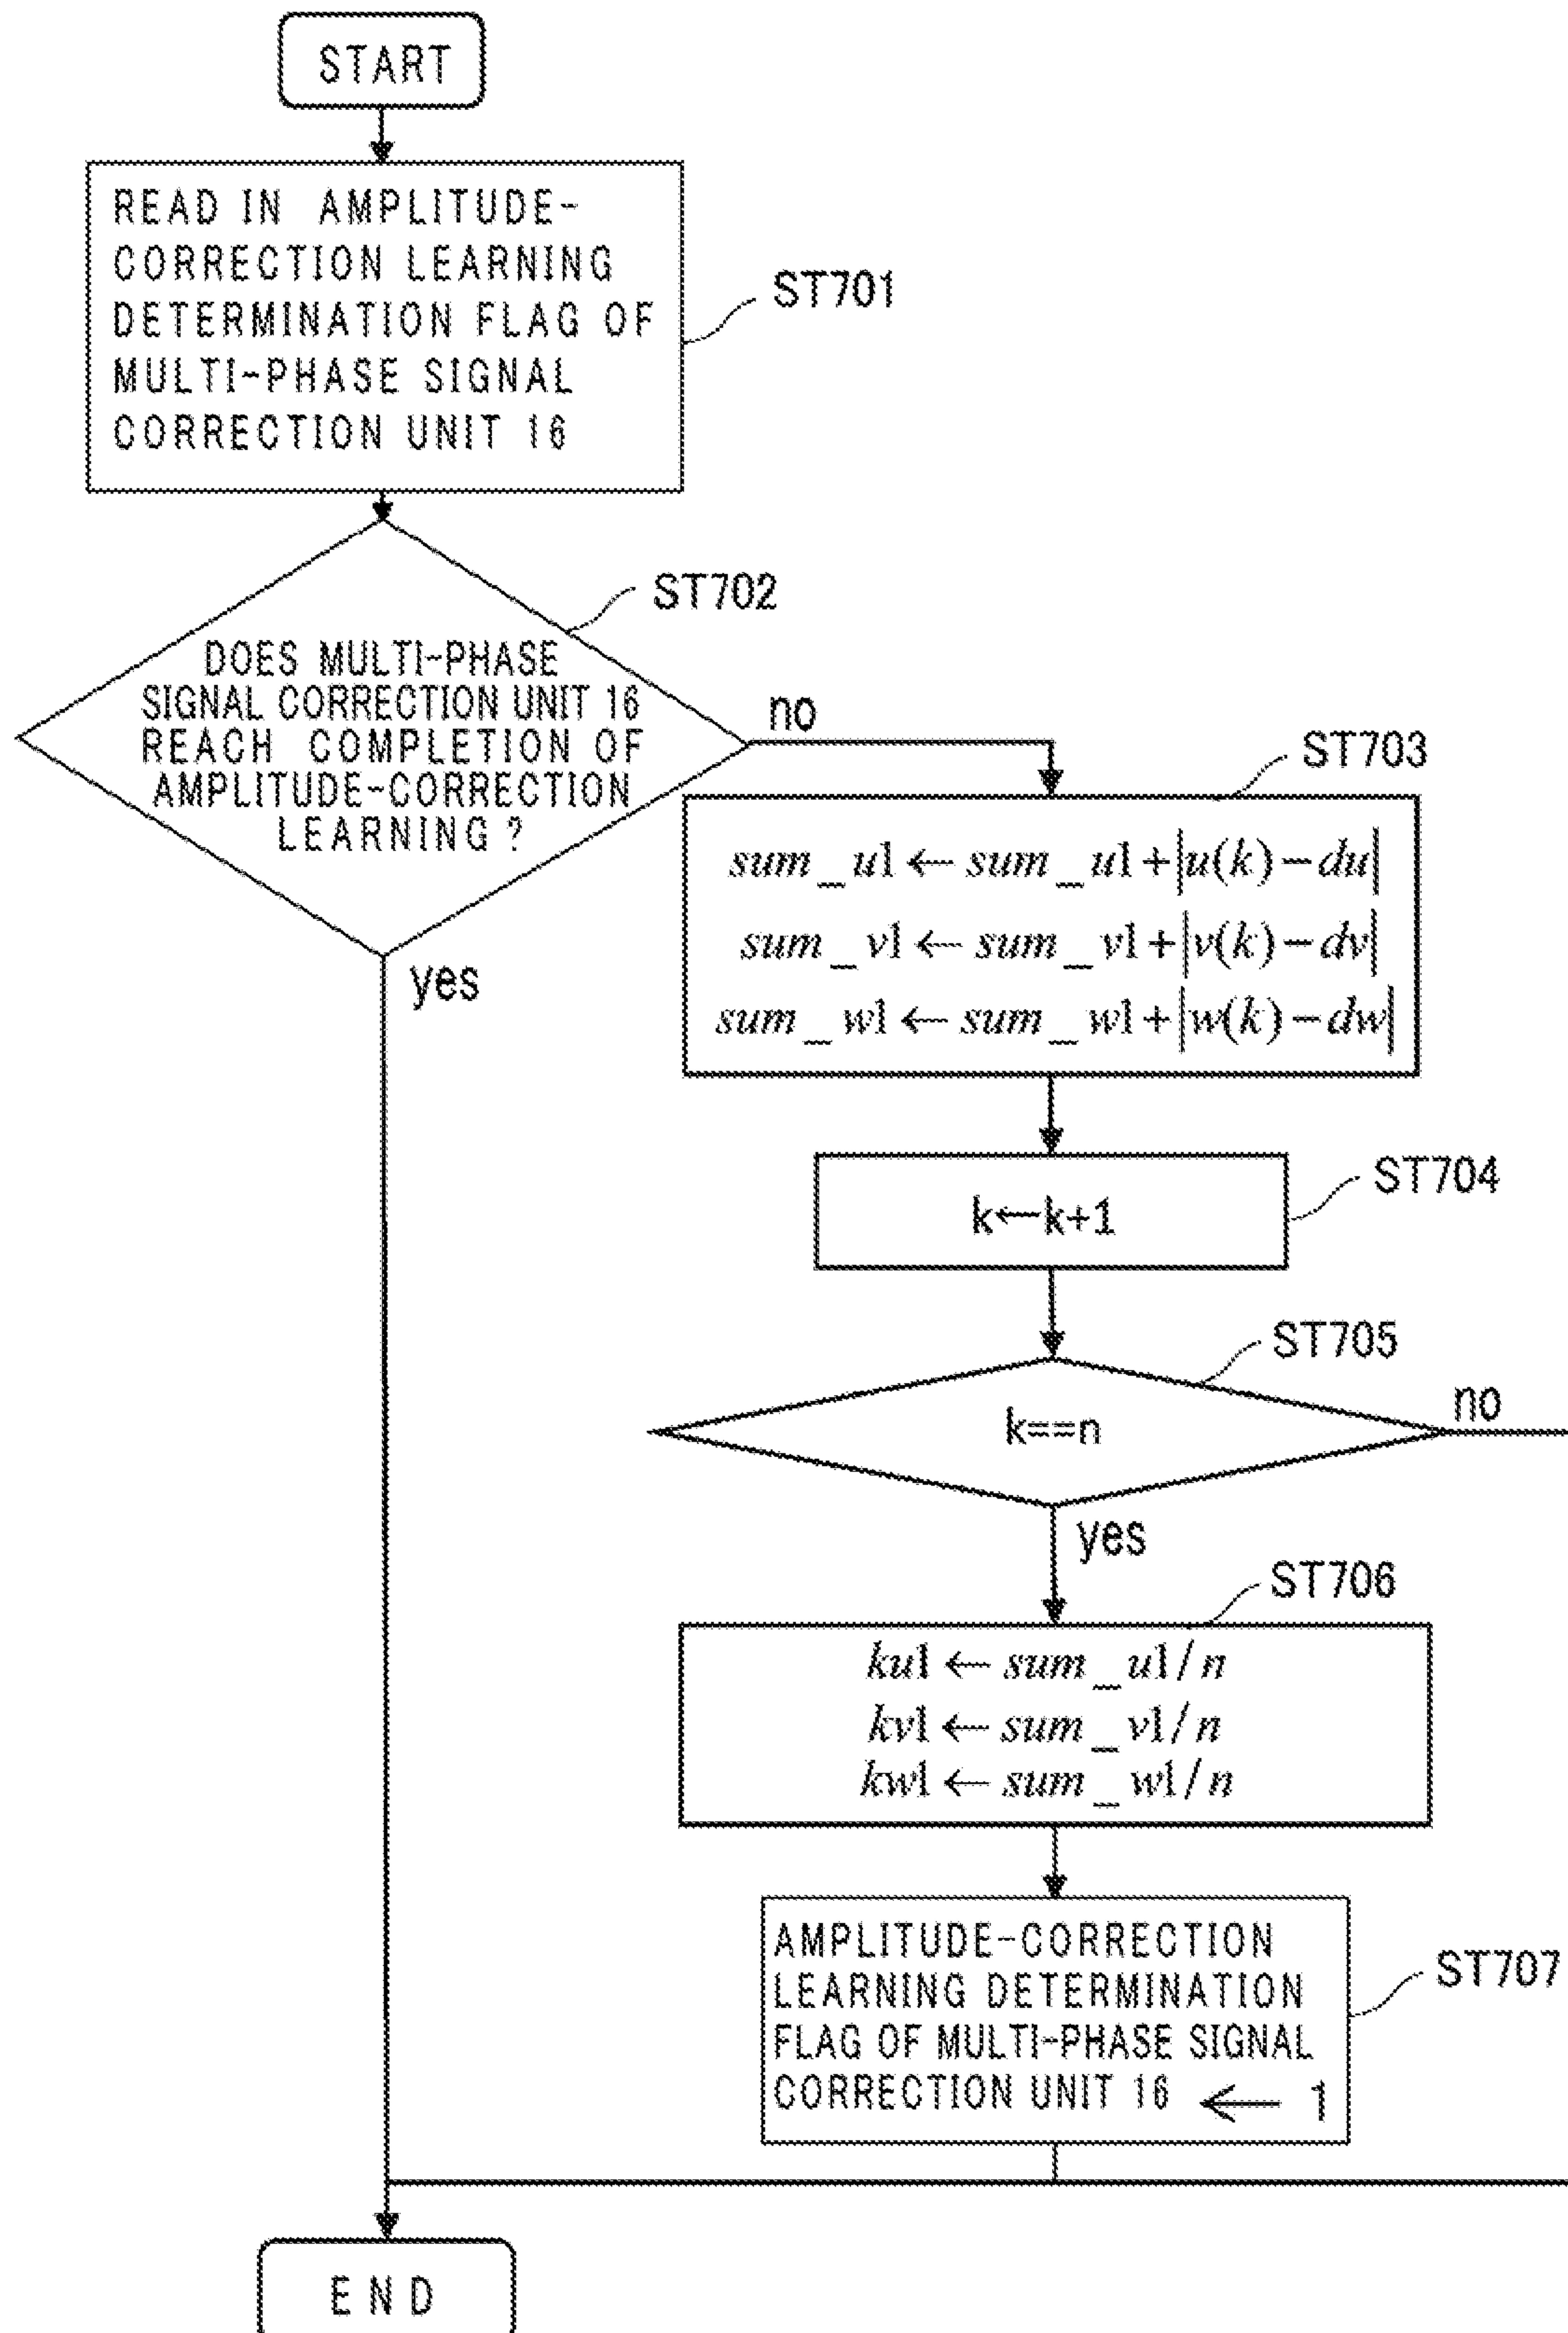 START
READ IN AMPLITUDE-
CORRECTION LEARNING
DETERMINATION FLAG OF
MULTI-PHASE SIGNAL
CORRECTION UNIT 16
ST701
ST702
DOES MULTI-PHASE
SIGNAL CORRECTION UNIT 16
REACH COMPLETION OF
AMPLITUDE-CORRECTION
LEARNING ?
no
yes
ST703
sum_u1 ← sum_u1+|u(k)−du|
sum_v1 ← sum_v1+|v(k)−dv|
sum_w1 ← sum_w1+|w(k)−dw|
ST704
k←k+1
ST705
k==n
no
yes
ST706
ku1 ← sum_u1/n
kv1 ← sum_v1/n
kw1 ← sum_w1/n
AMPLITUDE-CORRECTION
LEARNING DETERMINATION
FLAG OF MULTI-PHASE SIGNAL
CORRECTION UNIT 16 ← 1
ST707
END